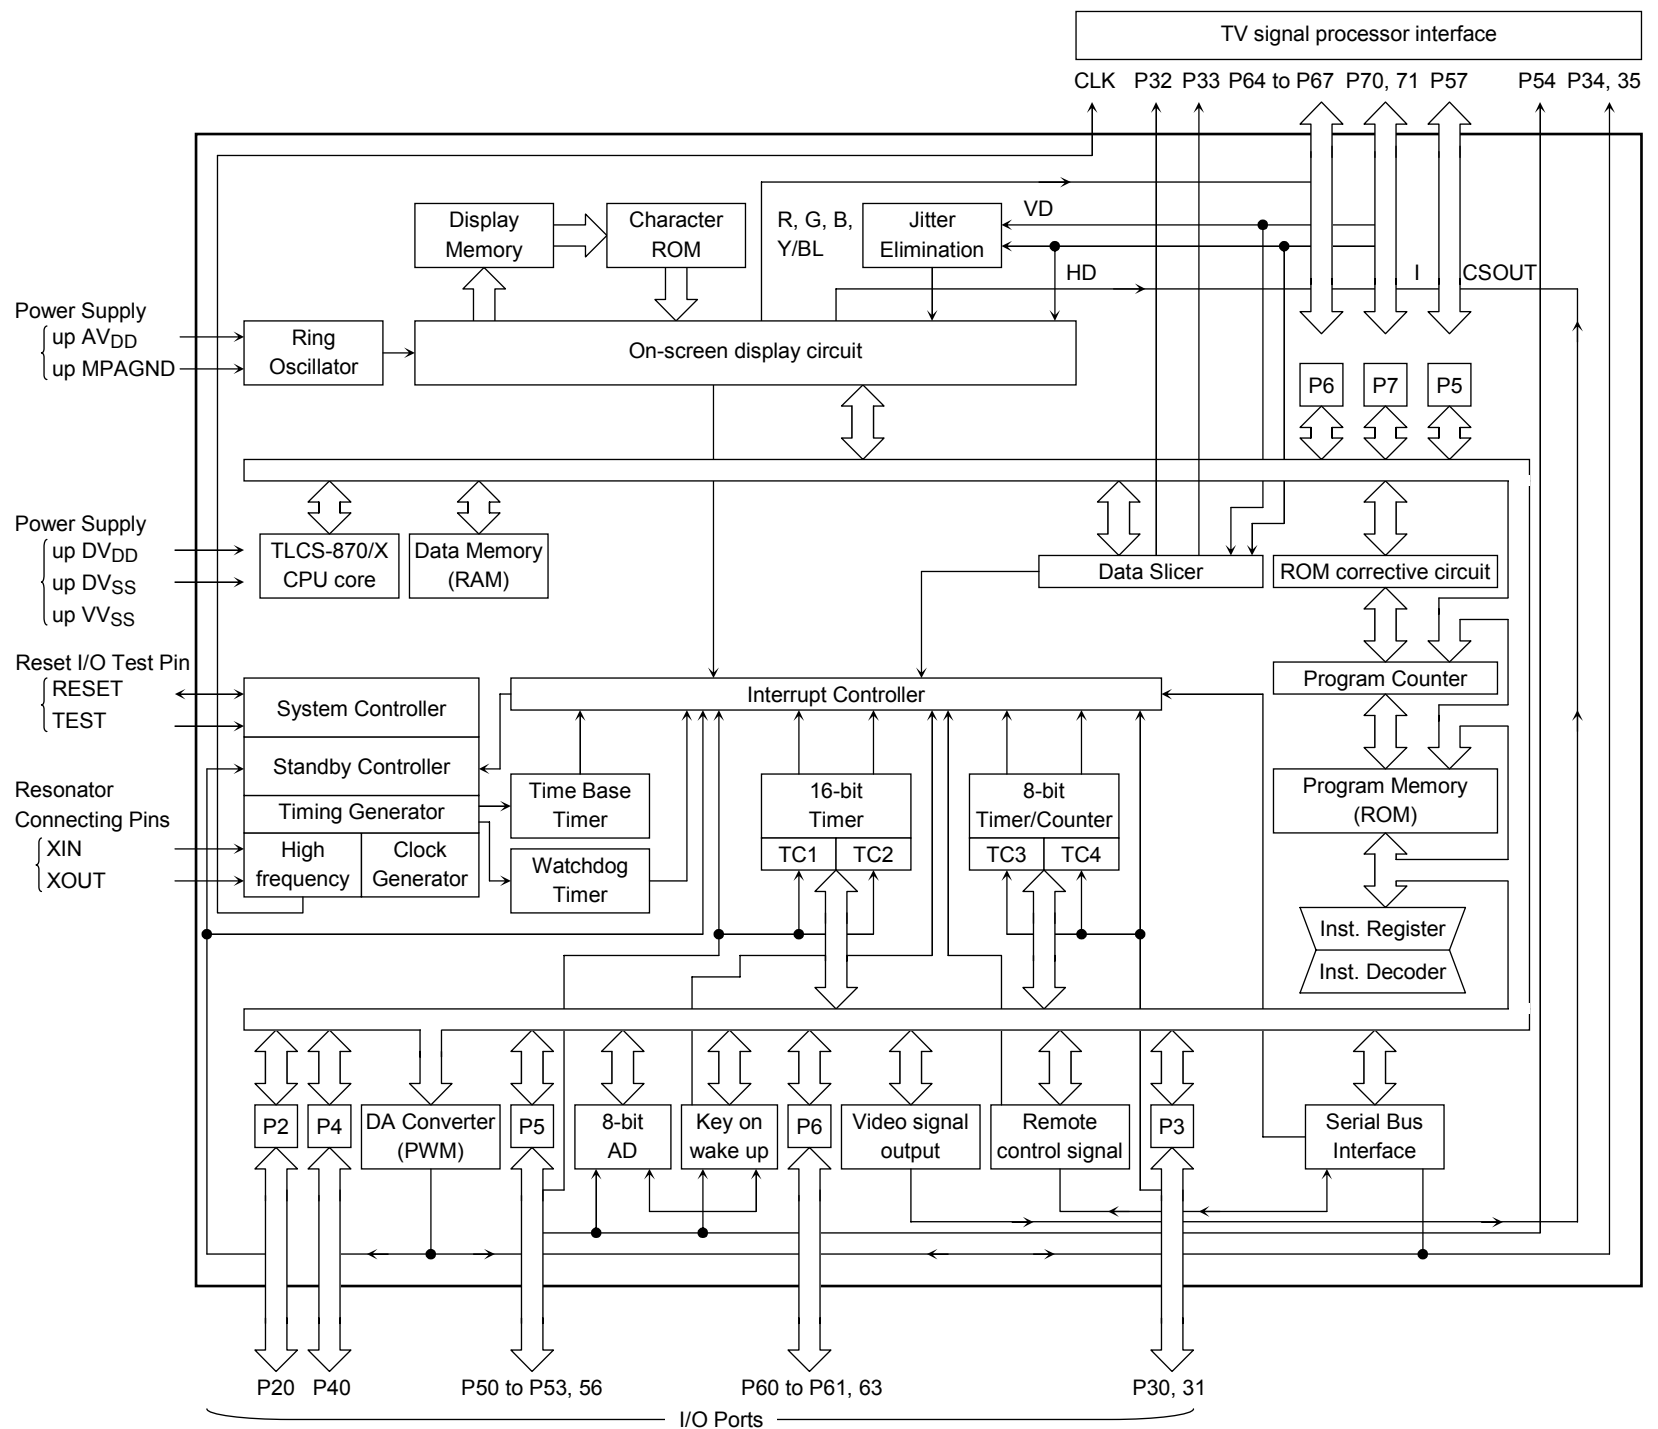 TV signal processor interface
CLK P32 P33 P64 to P67 P70, 71 P57 P54 P34, 35
Display
Memory
Character
ROM
R, G, B,
Y/BL
Jitter
Elimination
VD
HD
I
CSOUT
Power Supply
up AVDD
up MPAGND
Ring
Oscillator
On-screen display circuit
P6
P7
P5
Power Supply
up DVDD
up DVSS
up VVSS
TLCS-870/X
CPU core
Data Memory
(RAM)
Data Slicer
ROM corrective circuit
Reset I/O Test Pin
RESET
TEST
System Controller
Interrupt Controller
Program Counter
Standby Controller
Timing Generator
Resonator
Connecting Pins
XIN
XOUT
High
frequency
Clock
Generator
Time Base
Timer
Watchdog
Timer
16-bit
Timer
TC1
TC2
8-bit
Timer/Counter
TC3
TC4
Program Memory
(ROM)
Inst. Register
Inst. Decoder
P2
P4
DA Converter
(PWM)
P5
8-bit
AD
Key on
wake up
P6
Video signal
output
Remote
control signal
P3
Serial Bus
Interface
P20 P40 P50 to P53, 56 P60 to P61, 63 P30, 31
I/O Ports